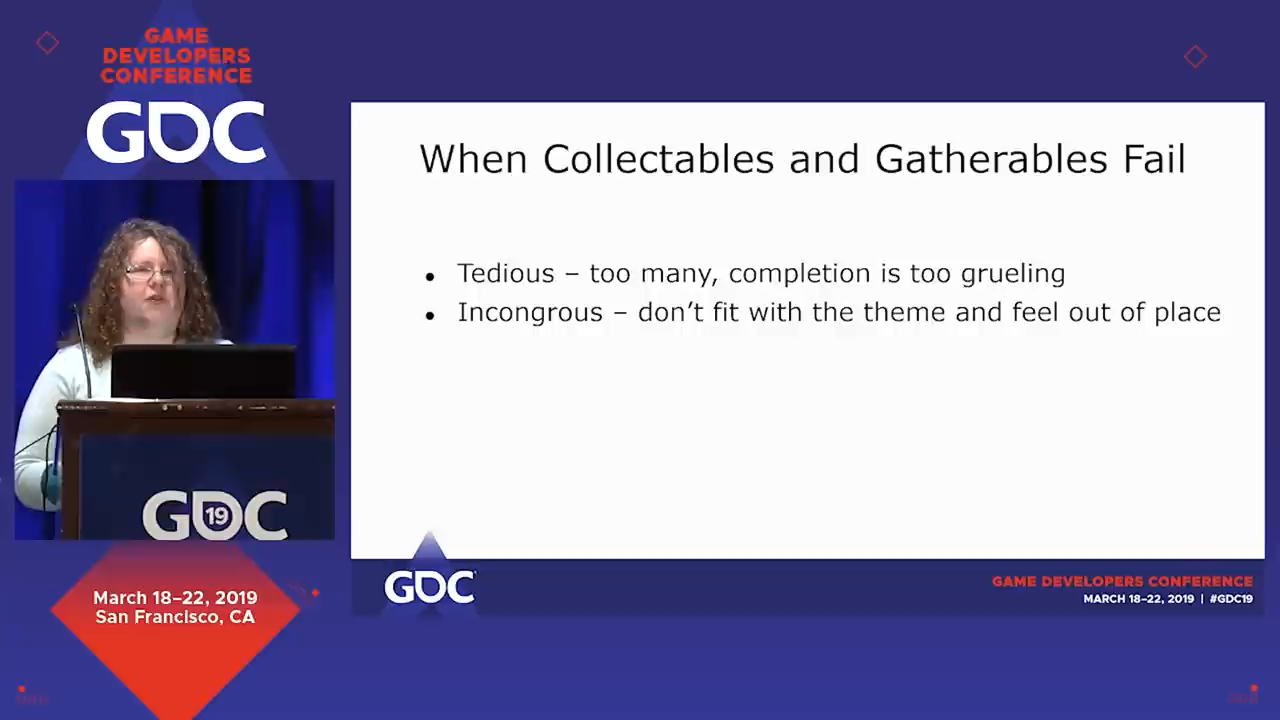 GAME
DEVELOPERS
CONFERENCE
GDC
GDC
19
March 18–22, 2019
San Francisco, CA
When Collectables and Gatherables Fail
• Tedious – too many, completion is too grueling
• Incongrous – don’t fit with the theme and feel out of place
GDC
GAME DEVELOPERS CONFERENCE
MARCH 18–22, 2019 | #GDC19